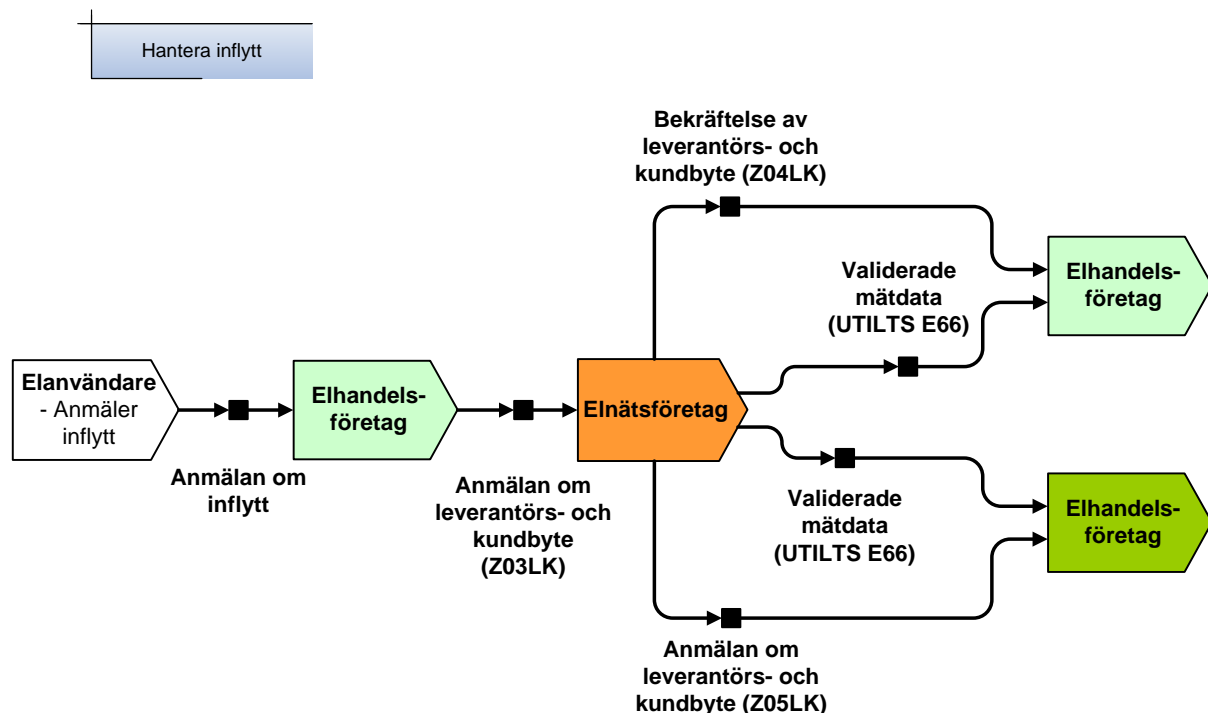 Hantera inflytt
Bekräftelse av
leverantörs- och
kundbyte (Z04LK)
Validerade
mätdata
(UTILTS E66)
Elhandels-
företag
Elanvändare
- Anmäler
inflytt
Anmälan om
inflytt
Elhandels-
företag
Anmälan om
leverantörs- och
kundbyte
(Z03LK)
Elnätsföretag
Validerade
mätdata
(UTILTS E66)
Elhandels-
företag
Anmälan om
leverantörs- och
kundbyte (Z05LK)